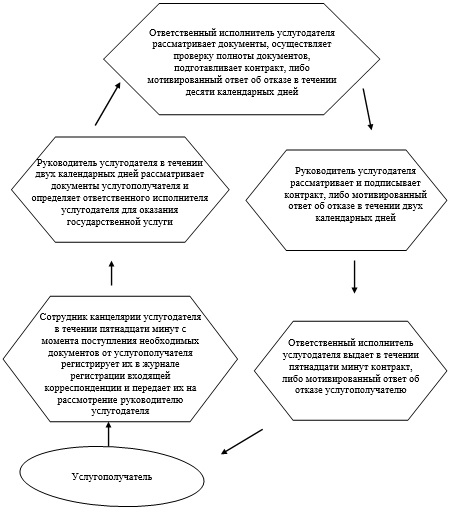 Ответственный исполнитель услугодателя
рассматривает документы, осуществляет
проверку полноты документов,
подготавливает контракт, либо
мотивированный ответ об отказе в течении
десяти календарных дней
Руководитель услугодателя в течении
двух календарных дней рассматривает
документы услугополучателя и
определяет ответственного исполнителя
услугодателя для оказания
государственной услуги
Руководитель услугодателя
рассматривает и подписывает
контракт, либо мотивированный
ответ об отказе в течении двух
календарных дней
Сотрудник канцелярии услугодателя
в течении пятнадцати минут с
момента поступления необходимых
документов от услугополучателя
регистрирует их в журнале
регистрации входящей
корреспонденции и передает их на
рассмотрение руководителю
услугодателя
Ответственный исполнитель
услугодателя выдает в течении
пятнадцати минут контракт,
либо мотивированный ответ об
отказе услугополучателю
Услугополучатель